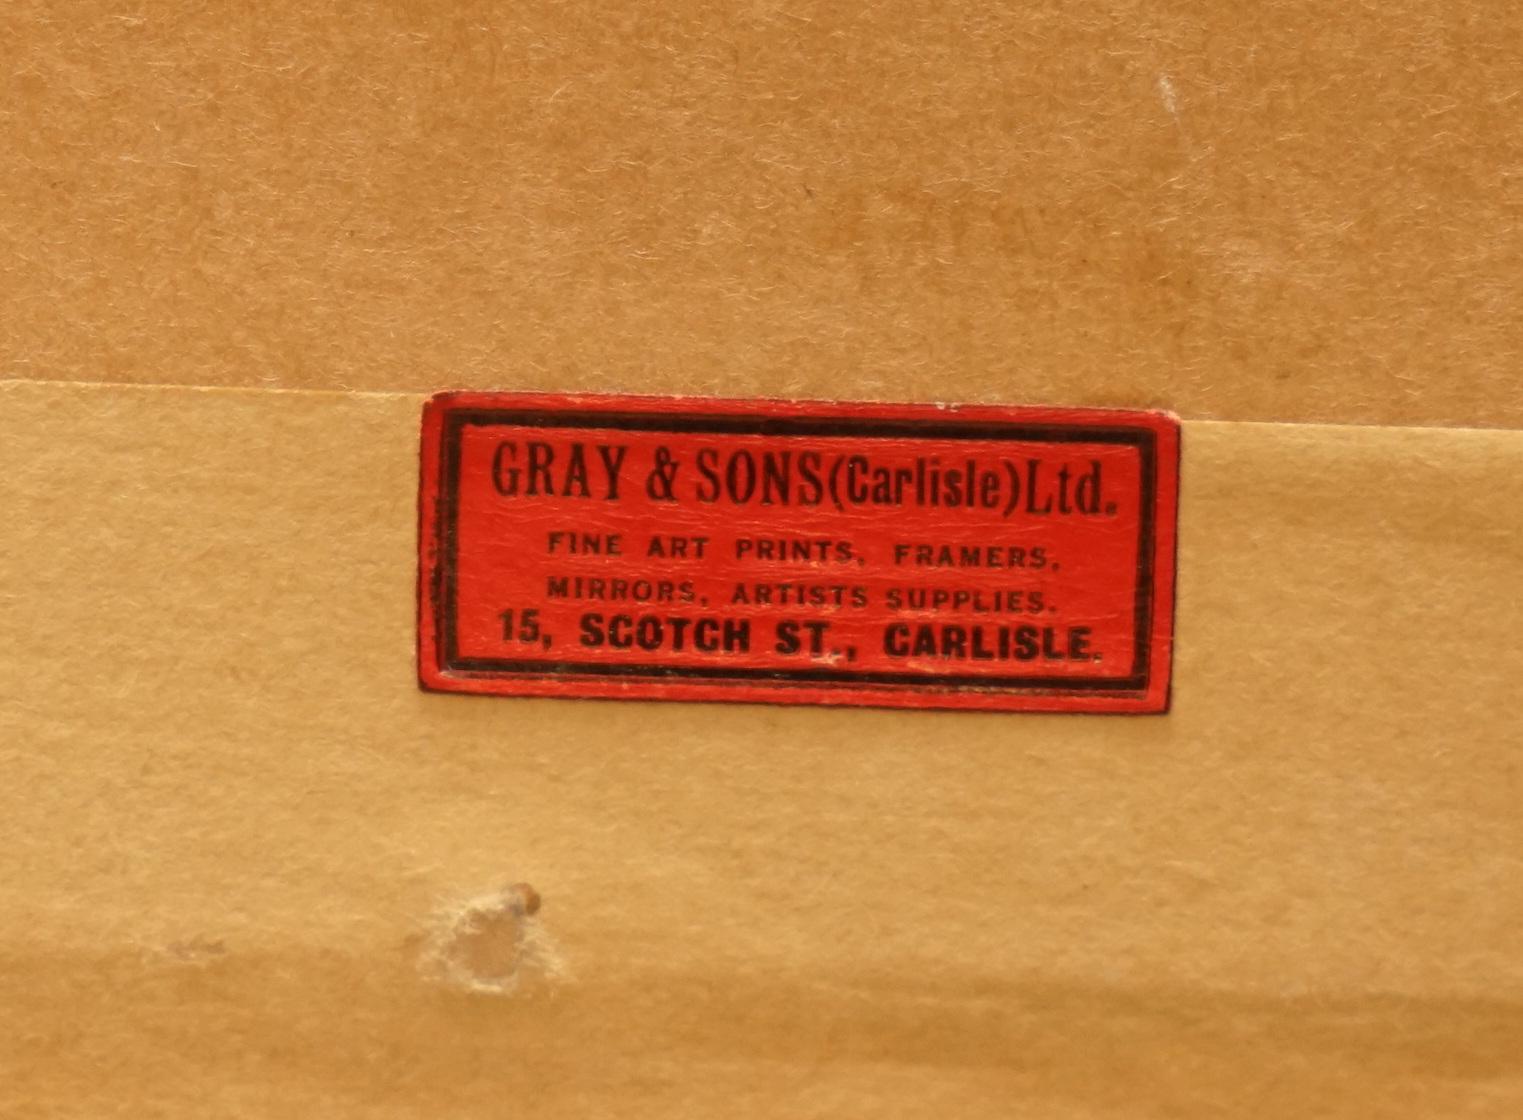 GRAY & SONS (Carlisle) Ltd.
FINE ART PRINTS, FRAMERS,
MIRRORS, ARTISTS SUPPLIES.
15, SCOTCH ST., CARLISLE.